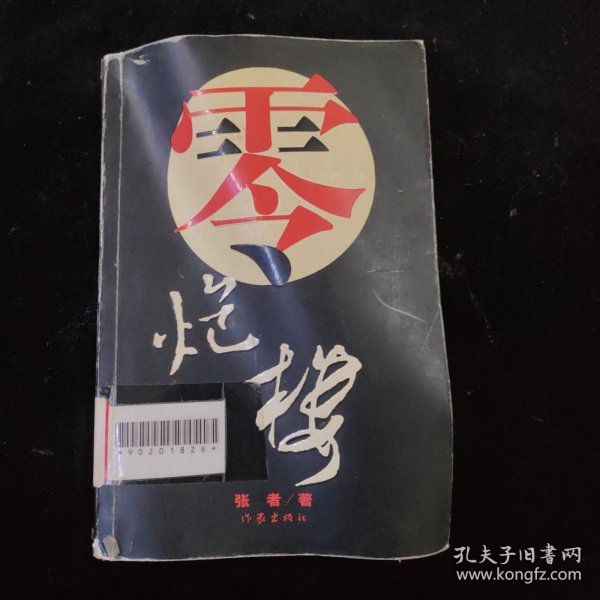 零
炮
楼
*90201826*
张 者/著
作家出版社
孔夫子旧書网
www.kongfz.com